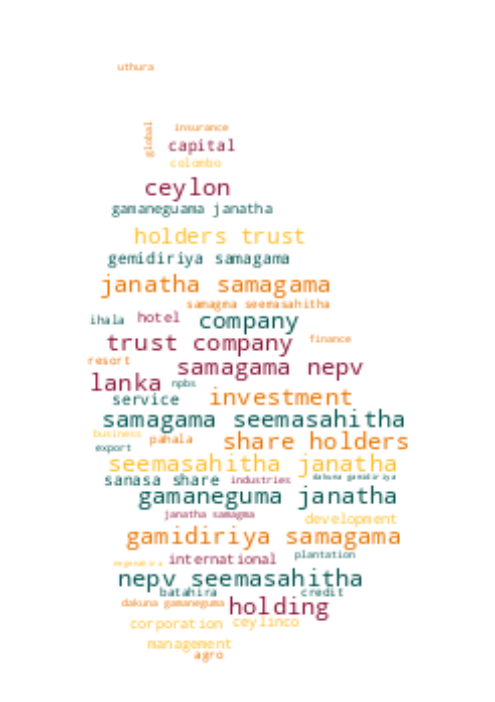 uthura
global
insurance
capital
colombo
ceylon
gamaneguama janatha
holders trust
gemidiriya samagama
janatha samagama
samagma seemasahitha
ihala hotel company
trust company finance
resort samagama nepv
lanka npbs
service investment
samagama seemasahitha
business pahala share holders
export
seemasahitha janatha
sanasa share industries dakuna gamidiriya
gamaneguma janatha
janatha samagma
development
gamidiriya samagama
international plantation
nepv seemasahitha
batahira credit
dakuna gamaneguma holding
corporation ceylinco
management
agro